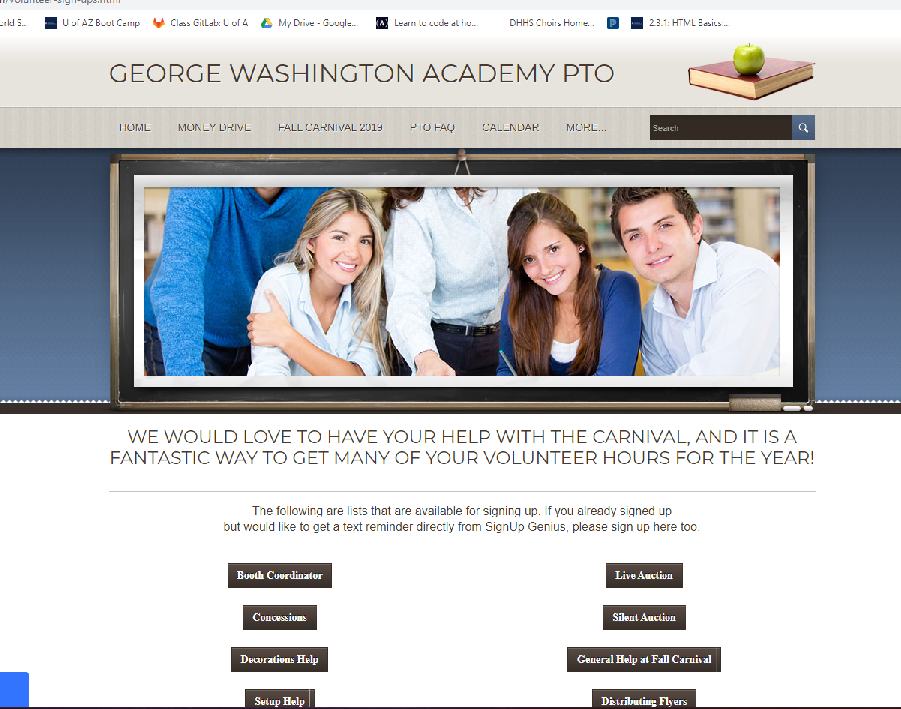 volunteer-sign-ups.html
U of AZ Boot Camp
Class GitLab: U of A
My Drive - Google...
Learn to code at ho...
DHHS Choirs Home...
2.3.1: HTML Basics:...
GEORGE WASHINGTON ACADEMY PTO
HOME MONEY DRIVE FALL CARNIVAL 2019 PTO FAQ CALENDAR MORE... Search
WE WOULD LOVE TO HAVE YOUR HELP WITH THE CARNIVAL, AND IT IS A
FANTASTIC WAY TO GET MANY OF YOUR VOLUNTEER HOURS FOR THE YEAR!
The following are lists that are available for signing up. If you already signed up
but would like to get a text reminder directly from SignUp Genius, please sign up here too.
Booth Coordinator
Live Auction
Concessions
Silent Auction
Decorations Help
General Help at Fall Carnival
Setup Help
Distributing Flyers